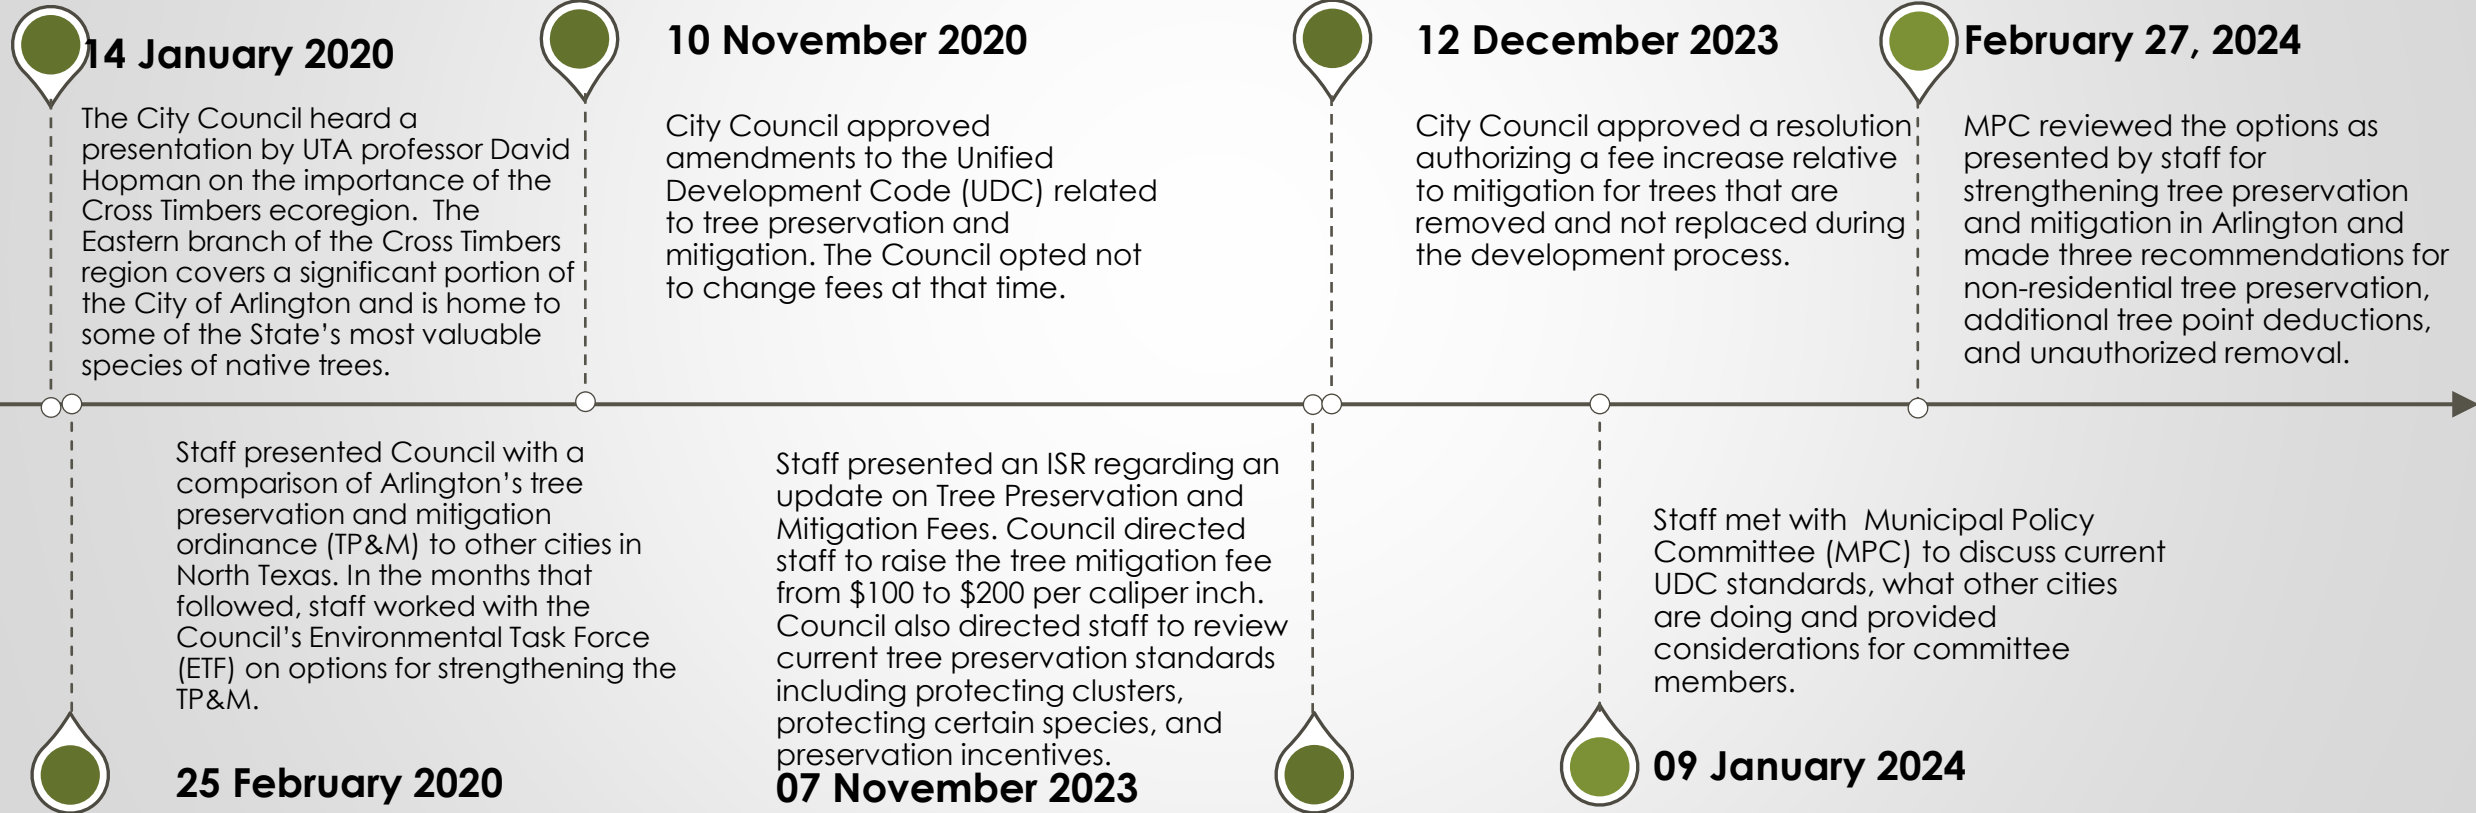 14 January 2020
The City Council heard a
presentation by UTA professor David
Hopman on the importance of the
Cross Timbers ecoregion.  The
Eastern branch of the Cross Timbers
region covers a significant portion of
the City of Arlington and is home to
some of the State’s most valuable
species of native trees.
10 November 2020
City Council approved
amendments to the Unified
Development Code (UDC) related
to tree preservation and
mitigation. The Council opted not
to change fees at that time.
12 December 2023
City Council approved a resolution
authorizing a fee increase relative
to mitigation for trees that are
removed and not replaced during
the development process.
February 27, 2024
MPC reviewed the options as
presented by staff for
strengthening tree preservation
and mitigation in Arlington and
made three recommendations for
non-residential tree preservation,
additional tree point deductions,
and unauthorized removal.
Staff presented Council with a
comparison of Arlington’s tree
preservation and mitigation
ordinance (TP&M) to other cities in
North Texas. In the months that
followed, staff worked with the
Council’s Environmental Task Force
(ETF) on options for strengthening the
TP&M.
25 February 2020
Staff presented an ISR regarding an
update on Tree Preservation and
Mitigation Fees. Council directed
staff to raise the tree mitigation fee
from $100 to $200 per caliper inch.
Council also directed staff to review
current tree preservation standards
including protecting clusters,
protecting certain species, and
preservation incentives.
07 November 2023
Staff met with  Municipal Policy
Committee (MPC) to discuss current
UDC standards, what other cities
are doing and provided
considerations for committee
members.
09 January 2024